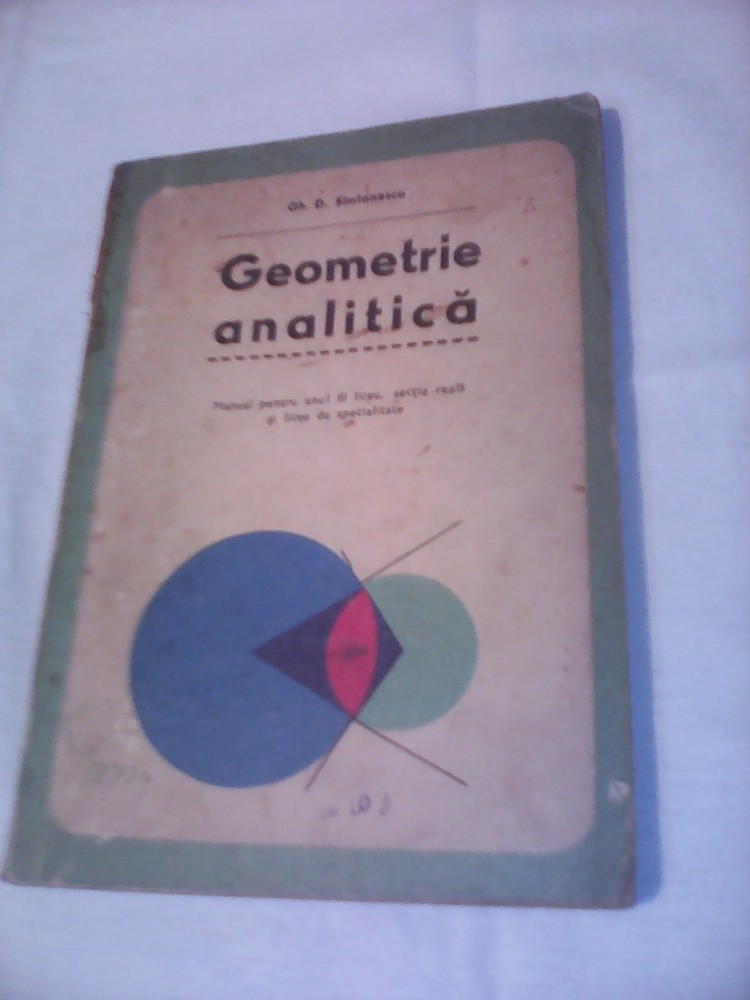 Gh. D. Simionescu
Geometrie
analitică
Manual pentru anul III liceu, secția reală
și licee de specialitate